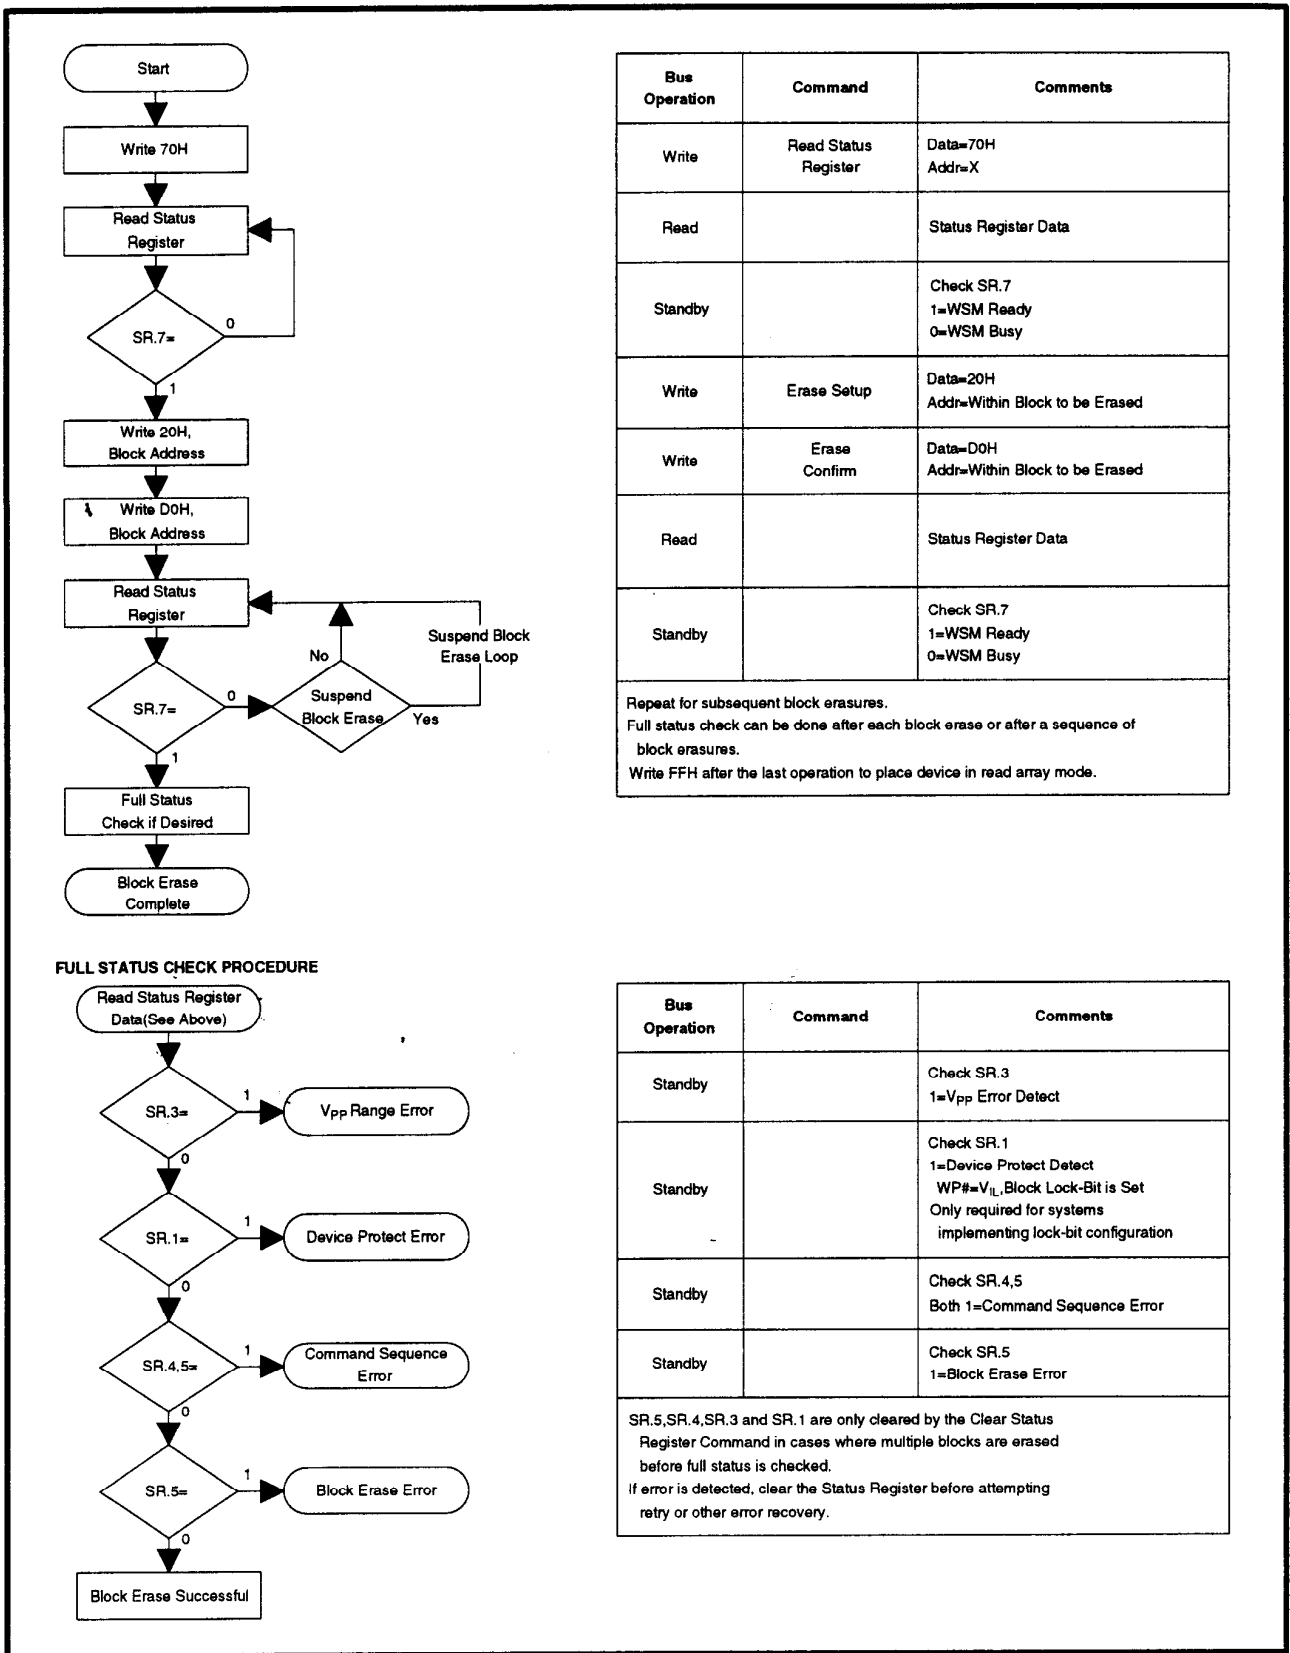 Start
Write 70H
Read Status
Register
SR.7=
0
1
Write 20H,
Block Address
Write D0H,
Block Address
Read Status
Register
SR.7=
0
1
Suspend
Block Erase
No
Yes
Suspend Block
Erase Loop
Full Status
Check if Desired
Block Erase
Complete
Bus
Operation
Command
Comments
Write
Read Status
Register
Data=70H
Addr=X
Read
Status Register Data
Standby
Check SR.7
1=WSM Ready
0=WSM Busy
Write
Erase Setup
Data=20H
Addr=Within Block to be Erased
Write
Erase
Confirm
Data=D0H
Addr=Within Block to be Erased
Read
Status Register Data
Standby
Check SR.7
1=WSM Ready
0=WSM Busy
Repeat for subsequent block erasures.
Full status check can be done after each block erase or after a sequence of
block erasures.
Write FFH after the last operation to place device in read array mode.
FULL STATUS CHECK PROCEDURE
Read Status Register
Data(See Above)
SR.3=
1
VPP Range Error
0
SR.1=
1
Device Protect Error
0
SR.4,5=
1
Command Sequence
Error
0
SR.5=
1
Block Erase Error
0
Block Erase Successful
Bus
Operation
Command
Comments
Standby
Check SR.3
1=VPP Error Detect
Standby
Check SR.1
1=Device Protect Detect
WP#=VIL,Block Lock-Bit is Set
Only required for systems
implementing lock-bit configuration
Standby
Check SR.4,5
Both 1=Command Sequence Error
Standby
Check SR.5
1=Block Erase Error
SR.5,SR.4,SR.3 and SR.1 are only cleared by the Clear Status
Register Command in cases where multiple blocks are erased
before full status is checked.
If error is detected, clear the Status Register before attempting
retry or other error recovery.